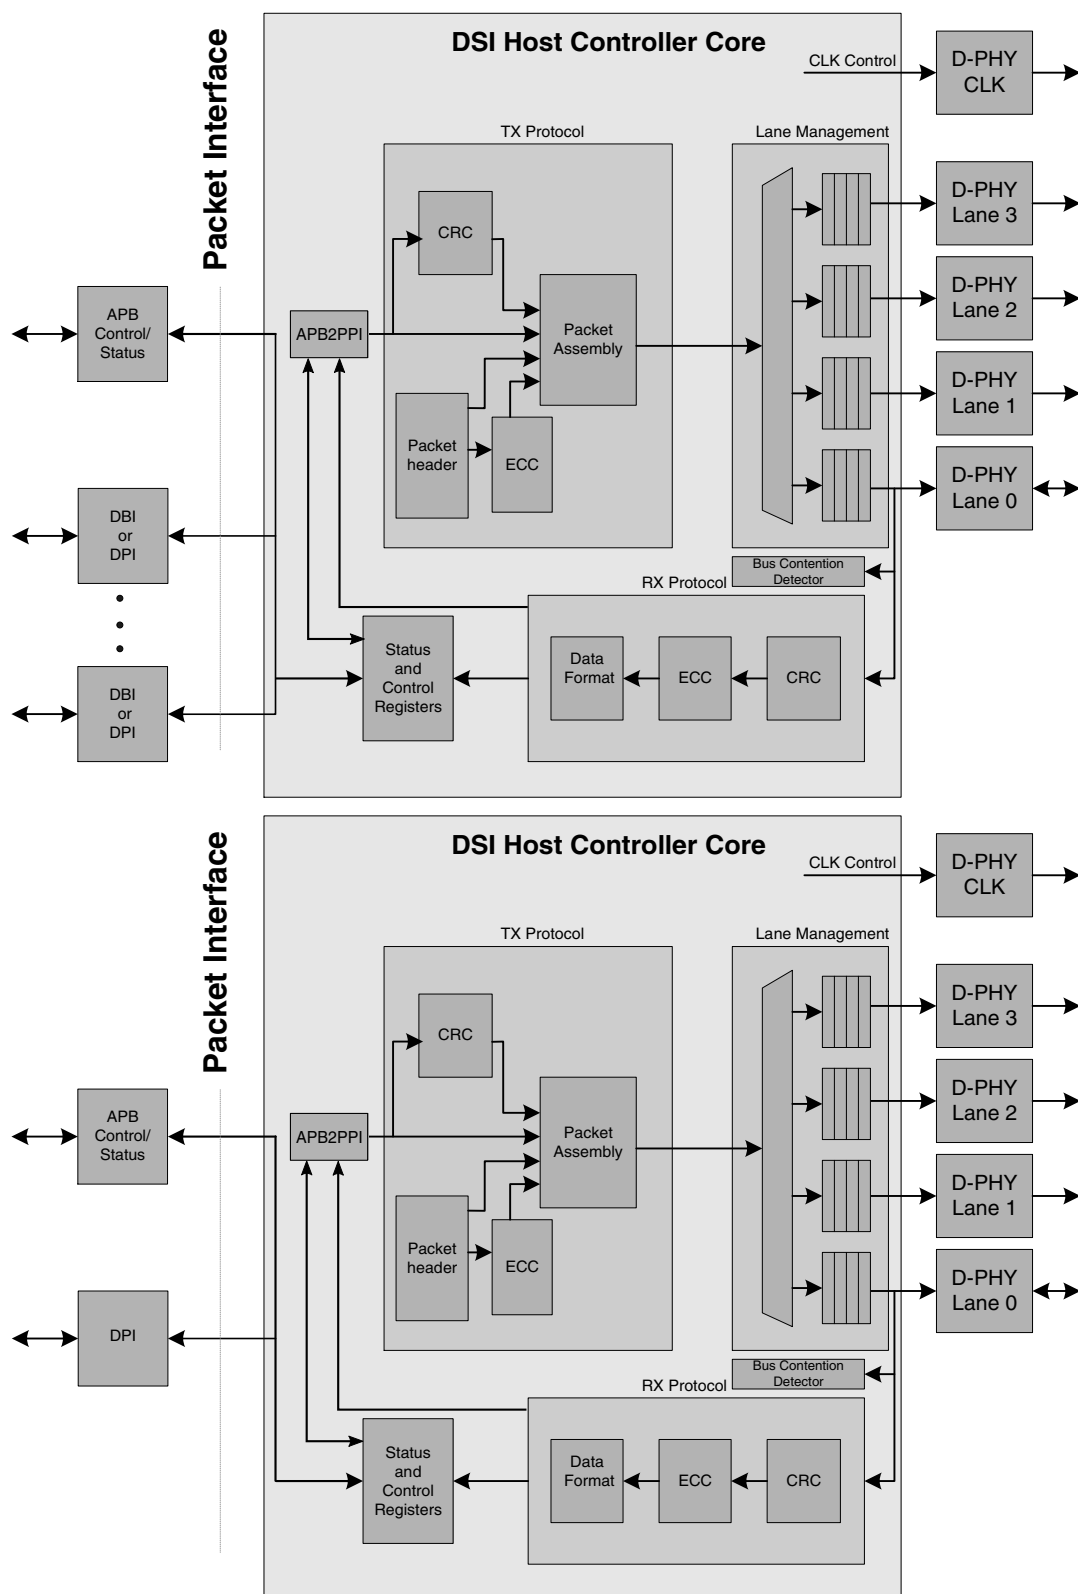 DSI Host Controller Core
Packet Interface
CLK Control
D-PHY
CLK
TX Protocol
Lane Management
CRC
D-PHY
Lane 3
D-PHY
Lane 2
APB
Control/
Status
APB2PPI
Packet
Assembly
D-PHY
Lane 1
Packet
header
ECC
D-PHY
Lane 0
DBI
or
DPI
Bus Contention
Detector
RX Protocol
Status
and
Control
Registers
Data
Format
ECC
CRC
DBI
or
DPI
DSI Host Controller Core
Packet Interface
CLK Control
D-PHY
CLK
TX Protocol
Lane Management
CRC
D-PHY
Lane 3
D-PHY
Lane 2
APB
Control/
Status
APB2PPI
Packet
Assembly
D-PHY
Lane 1
Packet
header
ECC
D-PHY
Lane 0
DPI
Bus Contention
Detector
RX Protocol
Status
and
Control
Registers
Data
Format
ECC
CRC